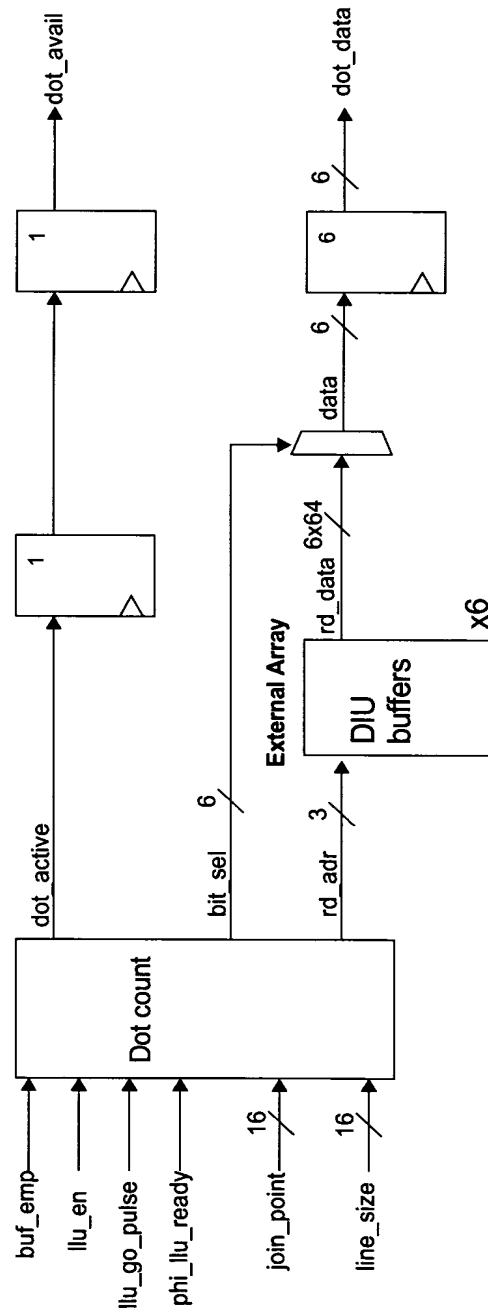 buf_emp
llu_en
llu_go_pulse
phi_llu_ready
join_point
16
line_size
16
Dot count
dot_active
1
1
dot_avail
bit_sel
6
rd_adr
3
External Array
DIU
buffers
x6
rd_data
6x64
data
6
6
6
dot_data